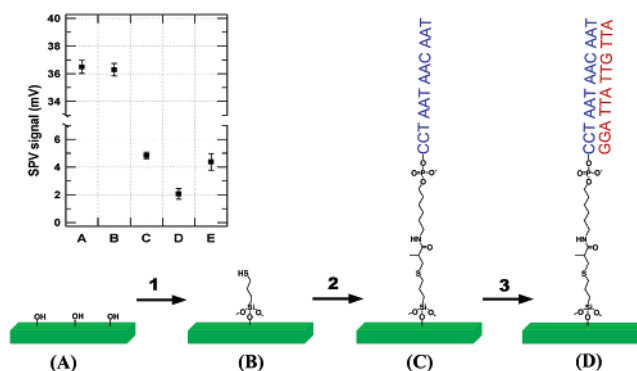 SPV signal (mV)
40
38
36
34
6
4
2
0
A B C D E
CCT AAT AAC AAT
CCT AAT AAC AAT
GGA TTA TTG TTA
O
O=P-O⁻
O
O
O=P-O⁻
O
HN
O
S
HN
O
S
HS
1
2
3
OH OH OH
Si
O O
O
Si
O O
O
Si
O O
O
(A) (B) (C) (D)